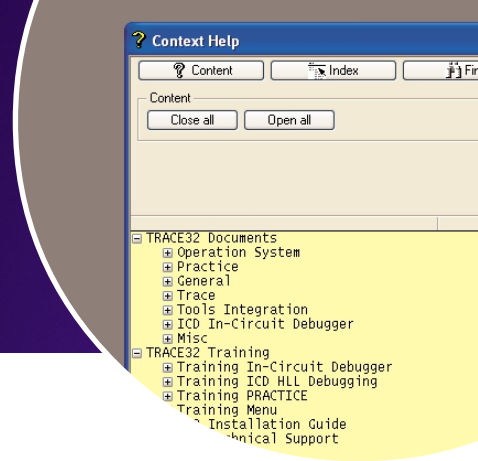 Context Help
Content Index Fin
Content
Close all Open all
TRACE32 Documents
Operation System
Practice
General
Trace
Tools Integration
ICD In-Circuit Debugger
Misc
TRACE32 Training
Training In-Circuit Debugger
Training ICD HLL Debugging
Training PRACTICE
Training Menu
Installation Guide
Support